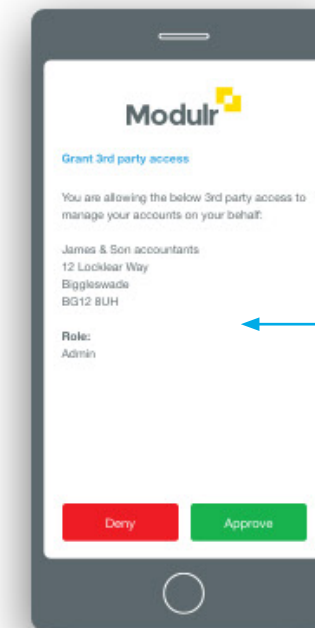 Modulr
Grant 3rd party access
You are allowing the below 3rd party access to
manage your accounts on your behalf:
James & Son accountants
12 Locklear Way
Biggleswade
BG12 8UH
Role:
Admin
Deny
Approve